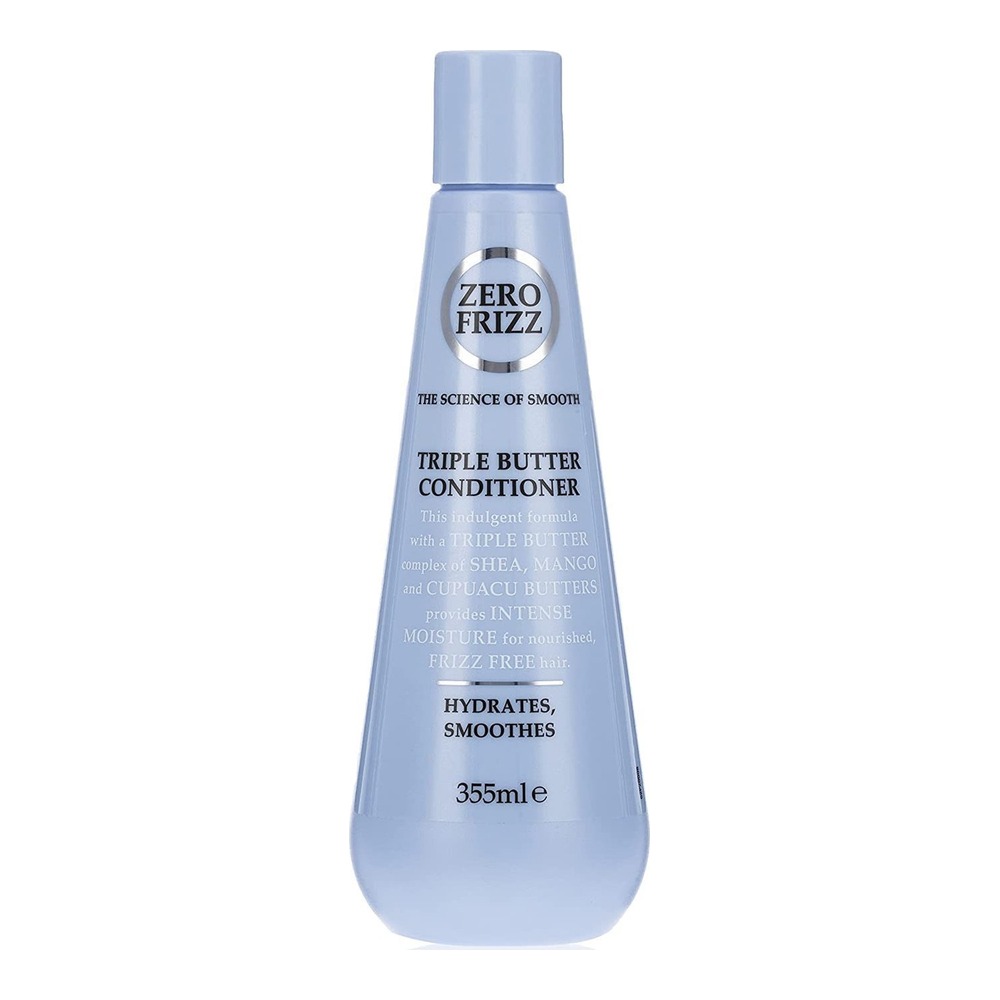 ZERO
FRIZZ
THE SCIENCE OF SMOOTH
TRIPLE BUTTER
CONDITIONER
This indulgent formula
with a TRIPLE BUTTER
complex of SHEA, MANGO
and CUPUACU BUTTERS
provides INTENSE
MOISTURE for nourished,
FRIZZ FREE hair.
HYDRATES,
SMOOTHES
355ml e